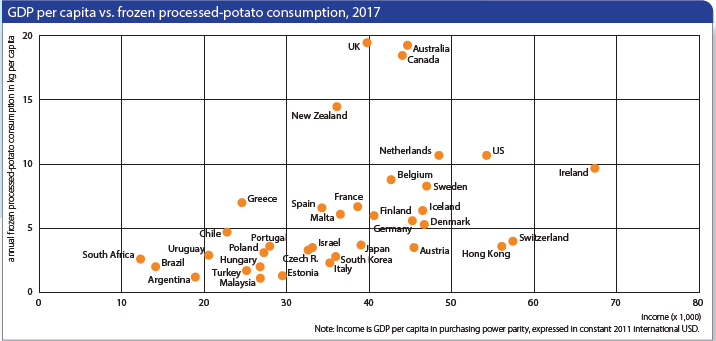 GDP per capita vs. frozen processed-potato consumption, 2017
annual frozen processed-potato consumption in kg per capita
20
15
10
5
0
UK
Australia
Canada
New Zealand
Netherlands
US
Ireland
Belgium
Sweden
Greece
Spain
France
Malta
Finland
Iceland
Germany
Denmark
Chile
Portugal
Switzerland
South Africa
Uruguay
Poland
Israel
Japan
Austria
Hong Kong
Brazil
Hungary
Czech R.
South Korea
Argentina
Turkey
Estonia
Italy
Malaysia
0 10 20 30 40 50 60 70 80
income (x 1,000)
Note: Income is GDP per capita in purchasing power parity, expressed in constant 2011 international USD.